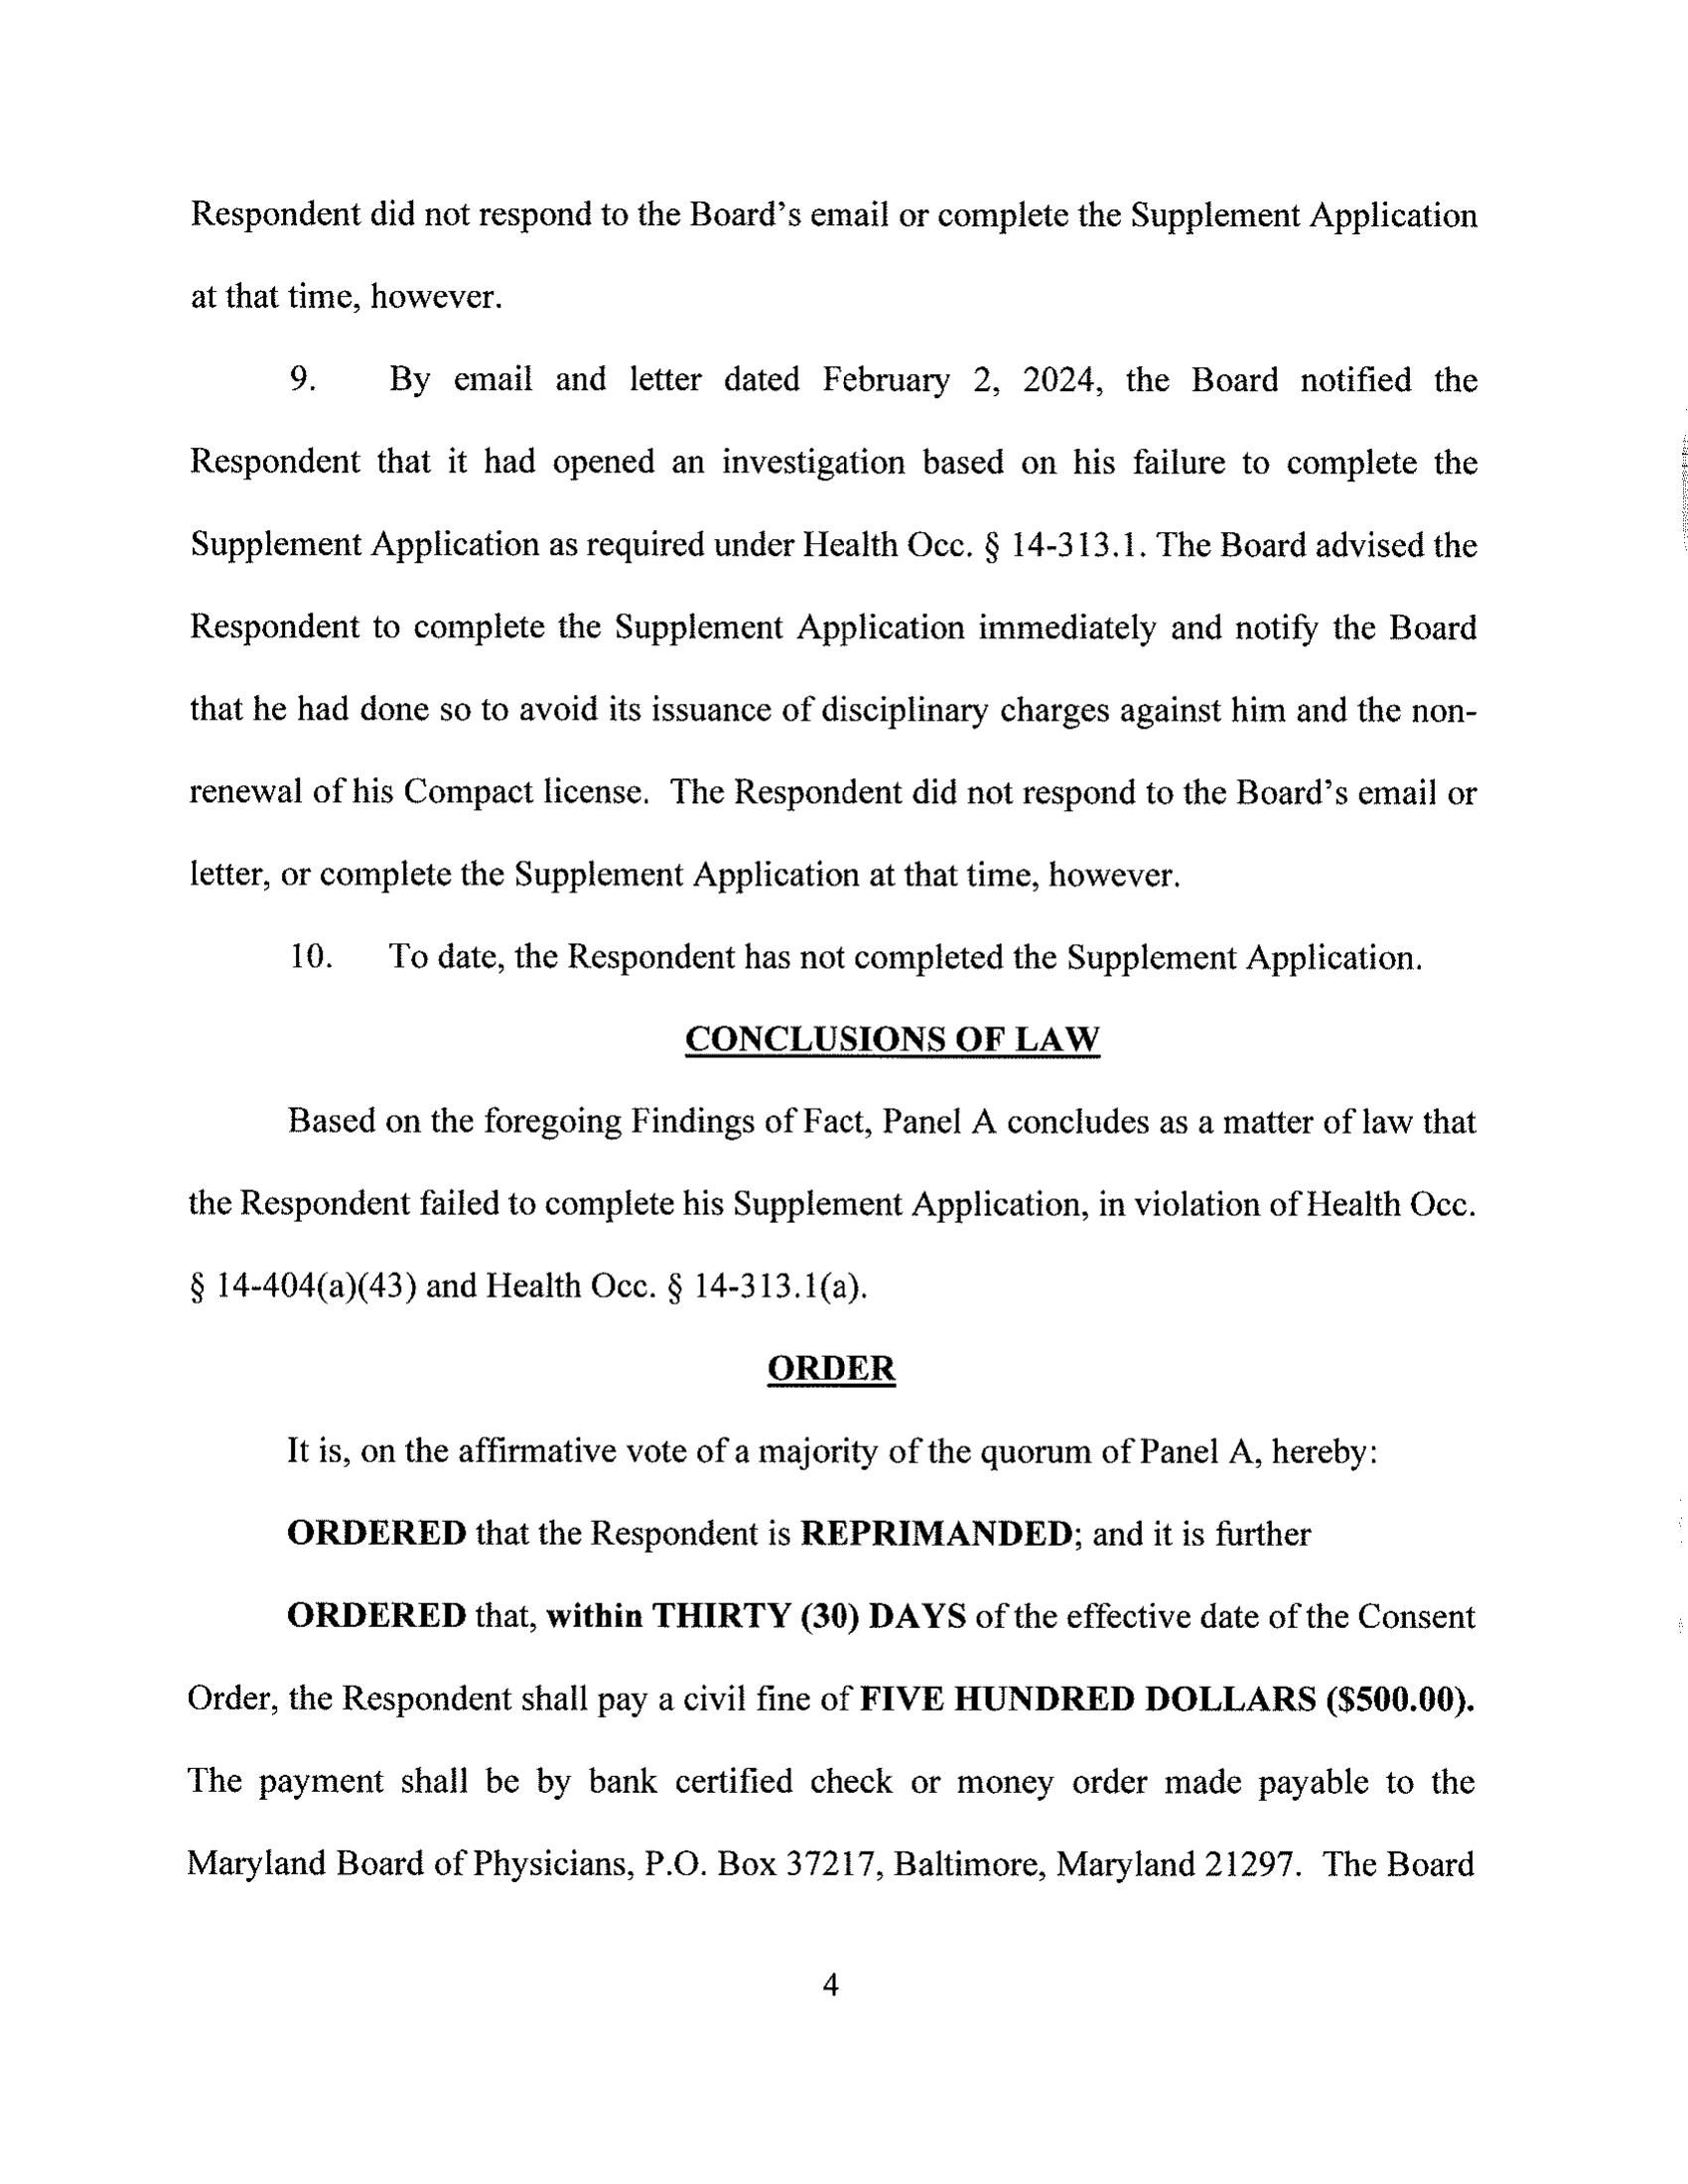 Respondent did not respond to the Board's email or complete the Supplement Application
at that time, however.
9. By email and letter dated February 2, 2024, the Board notified the
Respondent that it had opened an investigation based on his failure to complete the
Supplement Application as required under Health Occ. § 14-313.1. The Board advised the
Respondent to complete the Supplement Application immediately and notify the Board
that he had done so to avoid its issuance of disciplinary charges against him and the non-
renewal of his Compact license.  The Respondent did not respond to the Board's email or
letter, or complete the Supplement Application at that time, however.
10. To date, the Respondent has not completed the Supplement Application.
CONCLUSIONS OF LAW
Based on the foregoing Findings of Fact, Panel A concludes as a matter of law that
the Respondent failed to complete his Supplement Application, in violation of Health Occ.
§ 14-404(a)(43) and Health Occ. § 14-313.1(a).
ORDER
It is, on the affirmative vote of a majority of the quorum of Panel A, hereby:
ORDERED that the Respondent is REPRIMANDED; and it is further
ORDERED that, within THIRTY (30) DAYS of the effective date of the Consent
Order, the Respondent shall pay a civil fine of FIVE HUNDRED DOLLARS ($500.00).
The payment shall be by bank certified check or money order made payable to the
Maryland Board of Physicians, P.O. Box 37217, Baltimore, Maryland 21297.  The Board
4